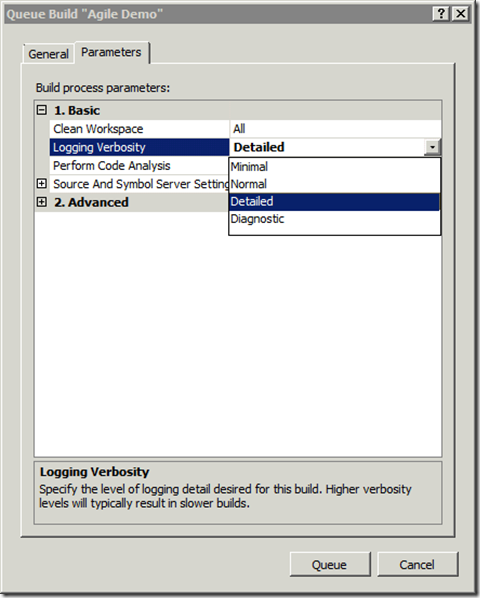 Queue Build "Agile Demo"
General
Parameters
Build process parameters:
1. Basic
Clean Workspace All
Logging Verbosity Detailed
Perform Code Analysis Minimal
Normal
Source And Symbol Server Setting
2. Advanced Detailed
Diagnostic
Logging Verbosity
Specify the level of logging detail desired for this build. Higher verbosity
levels will typically result in slower builds.
Queue Cancel